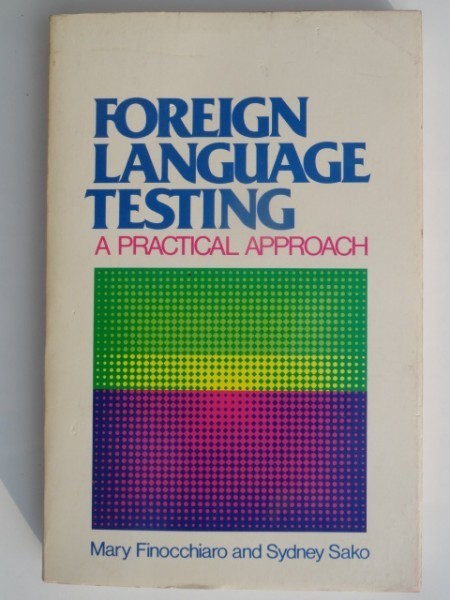 FOREIGN
LANGUAGE
TESTING
A PRACTICAL APPROACH
Mary Finocchiaro and Sydney Sako